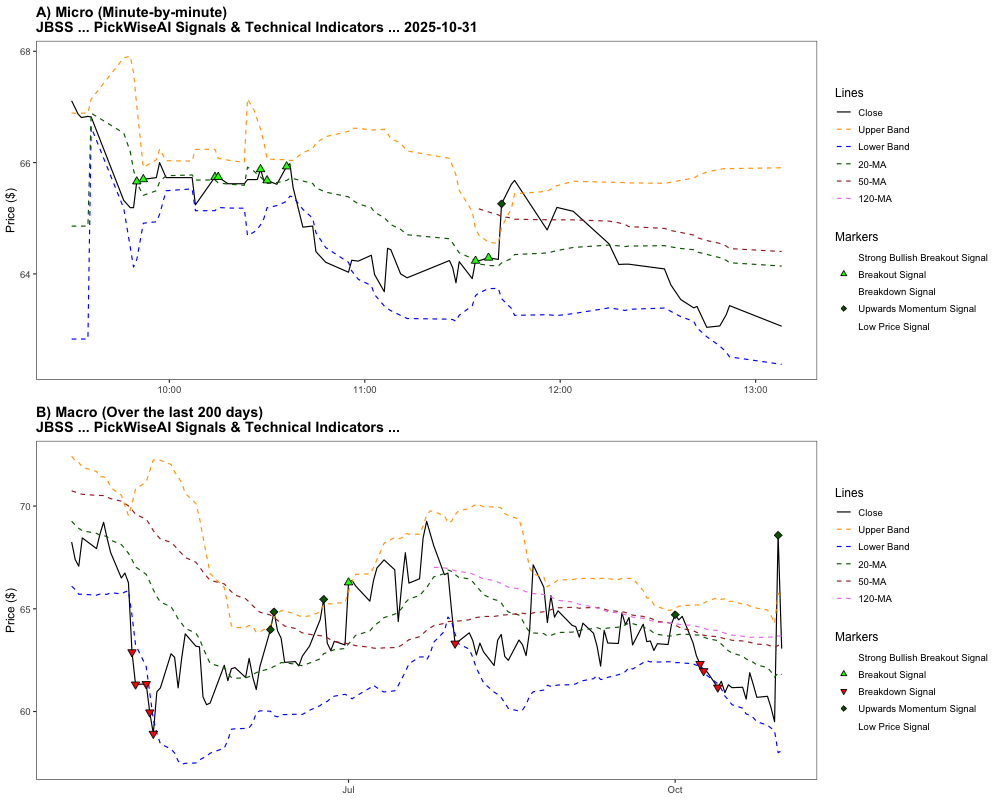 A) Micro (Minute-by-minute)
JBSS ... PickWiseAI Signals & Technical Indicators ... 2025-10-31
68
66
64
Price ($)
10:00
11:00
12:00
13:00
Lines
Close
Upper Band
Lower Band
20-MA
50-MA
120-MA
Markers
Strong Bullish Breakout Signal
Breakout Signal
Breakdown Signal
Upwards Momentum Signal
Low Price Signal
B) Macro (Over the last 200 days)
JBSS ... PickWiseAI Signals & Technical Indicators ...
70
65
60
Price ($)
Jul
Oct
Lines
Close
Upper Band
Lower Band
20-MA
50-MA
120-MA
Markers
Strong Bullish Breakout Signal
Breakout Signal
Breakdown Signal
Upwards Momentum Signal
Low Price Signal